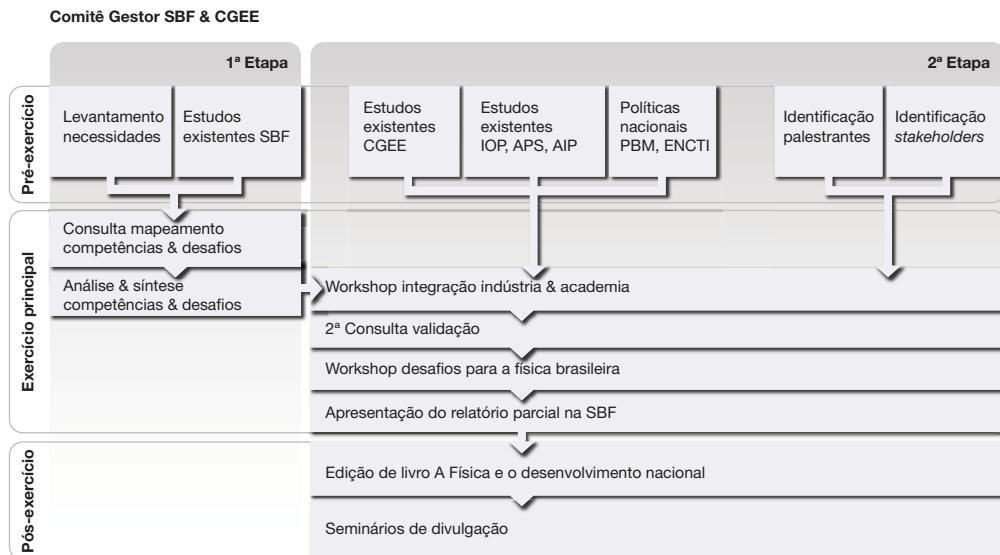 Comitê Gestor SBF & CGEE
1ª Etapa
2ª Etapa
Pré-exercício
Levantamento
necessidades
Estudos
existentes SBF
Estudos
existentes
CGEE
Estudos
existentes
IOP, APS, AIP
Políticas
nacionais
PBM, ENCTI
Identificação
palestrantes
Identificação
stakeholders
Exercício principal
Consulta mapeamento
competências & desafios
Análise & síntese
competências & desafios
Workshop integração indústria & academia
2ª Consulta validação
Workshop desafios para a física brasileira
Apresentação do relatório parcial na SBF
Pós-exercício
Edição de livro A Física e o desenvolvimento nacional
Seminários de divulgação